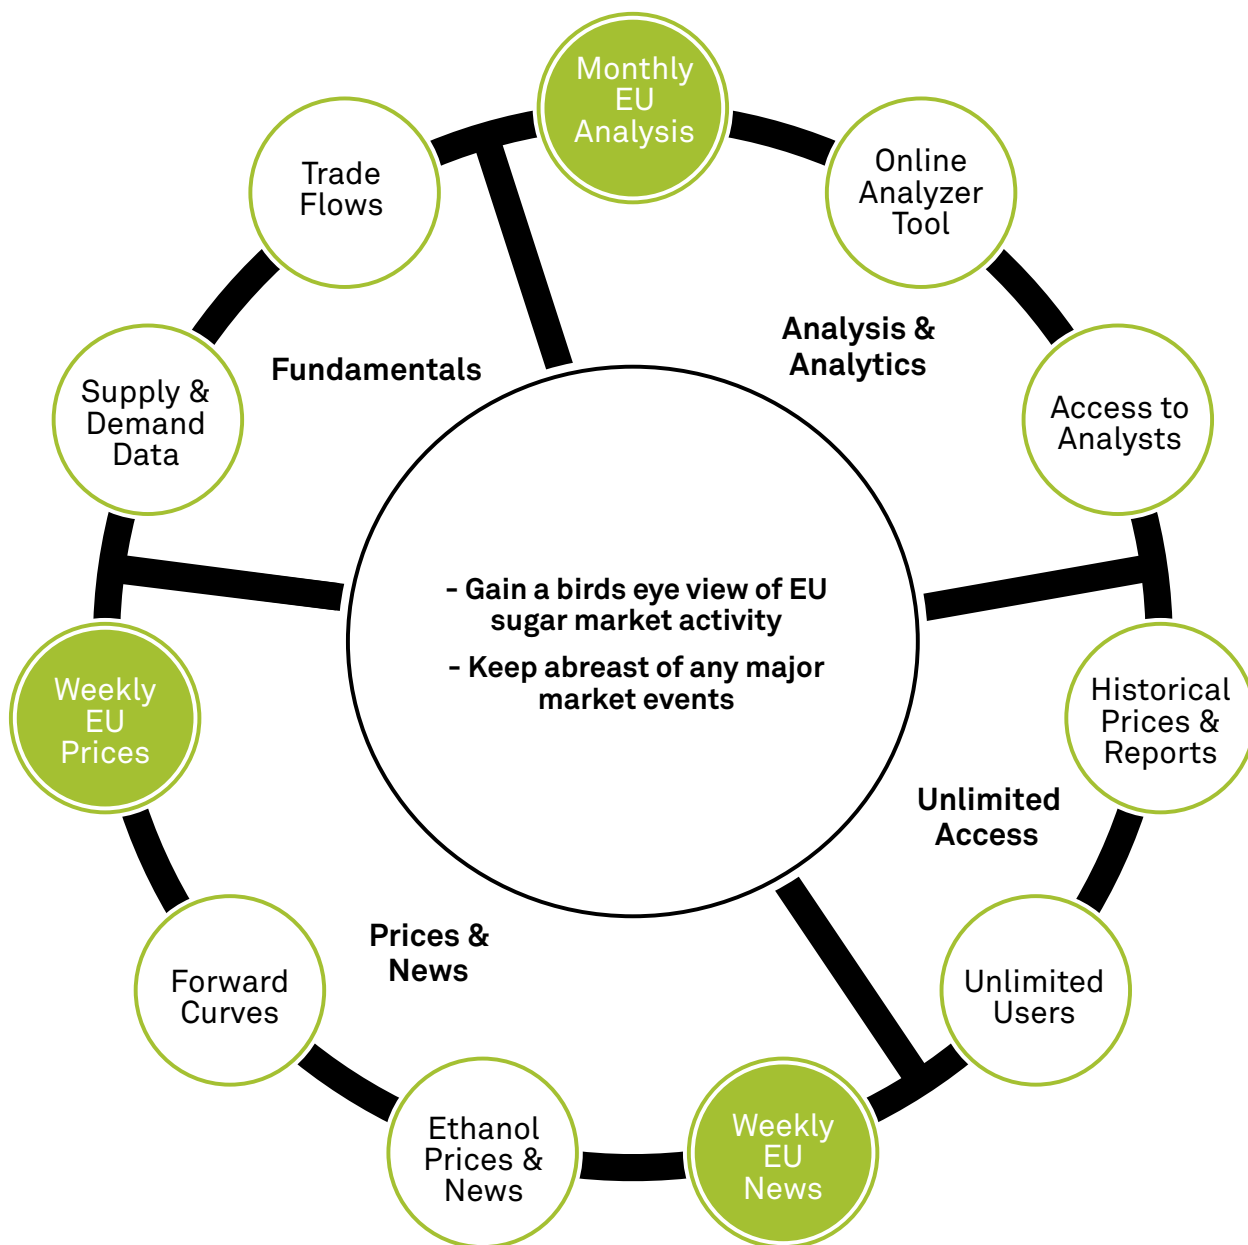 Monthly
EU
Analysis
Online
Analyzer
Tool
Access to
Analysts
Historical
Prices &
Reports
Unlimited
Users
Weekly
EU
News
Ethanol
Prices &
News
Forward
Curves
Weekly
EU
Prices
Supply &
Demand
Data
Trade
Flows
Fundamentals
Analysis &
Analytics
Unlimited
Access
Prices &
News
- Gain a birds eye view of EU
sugar market activity
- Keep abreast of any major
market events